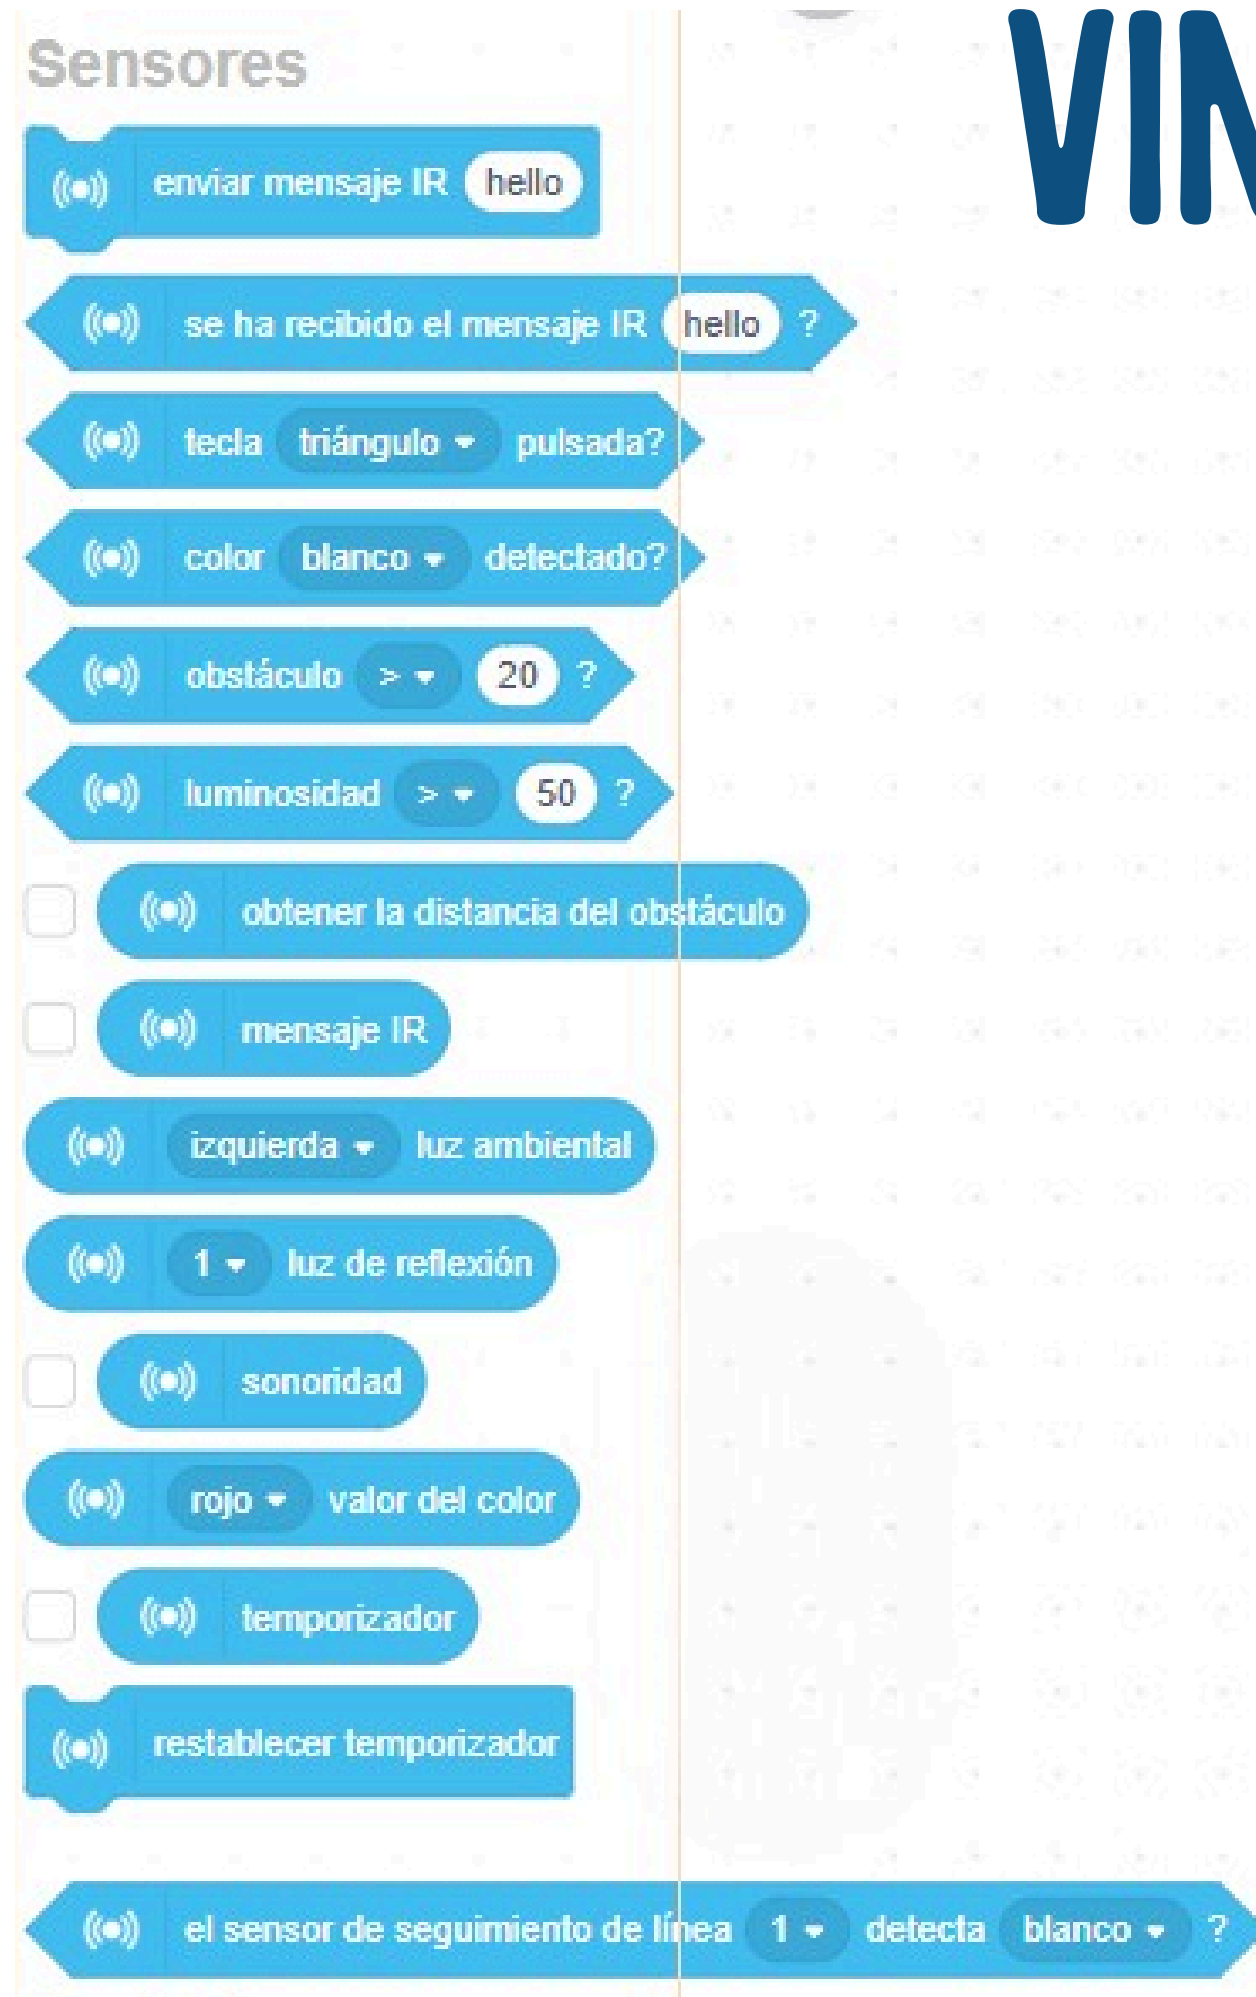 Sensores
VIN
enviar mensaje IR hello
se ha recibido el mensaje IR hello ?
tecla triángulo pulsada?
color blanco detectado?
obstáculo > 20 ?
luminosidad > 50 ?
obtener la distancia del obstáculo
mensaje IR
izquierda luz ambiental
1 luz de reflexión
sonoridad
rojo valor del color
temporizador
restablecer temporizador
el sensor de seguimiento de línea 1 detecta blanco ?